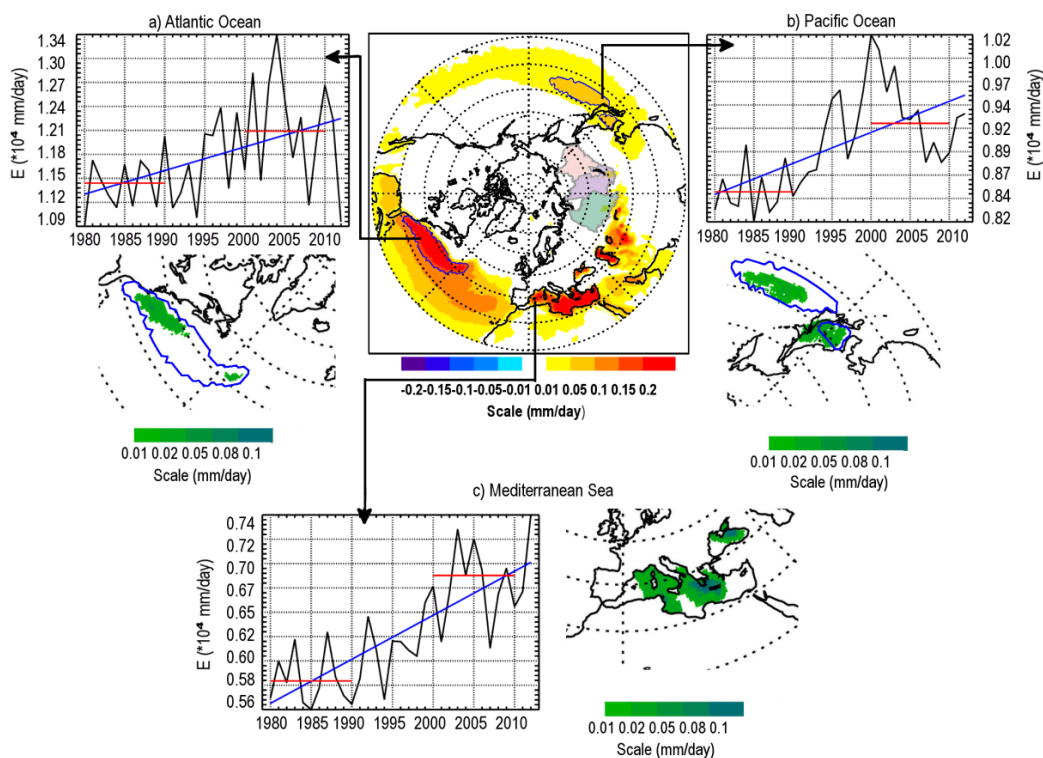 a) Atlantic Ocean
E (*10⁴ mm/day)
1.34
1.30
1.27
1.24
1.21
1.18
1.15
1.12
1.09
1980 1985 1990 1995 2000 2005 2010
0.01 0.02 0.05 0.08 0.1
Scale (mm/day)
-0.2-0.15-0.1-0.05-0.01 0.01 0.05 0.1 0.15 0.2
Scale (mm/day)
b) Pacific Ocean
1.02
1.00
0.97
0.94
0.92
0.89
0.87
0.84
0.82
E (*10⁴ mm/day)
1980 1985 1990 1995 2000 2005 2010
0.01 0.02 0.05 0.08 0.1
Scale (mm/day)
c) Mediterranean Sea
E (*10⁴ mm/day)
0.74
0.72
0.70
0.67
0.65
0.62
0.60
0.58
0.56
1980 1985 1990 1995 2000 2005 2010
0.01 0.02 0.05 0.08 0.1
Scale (mm/day)